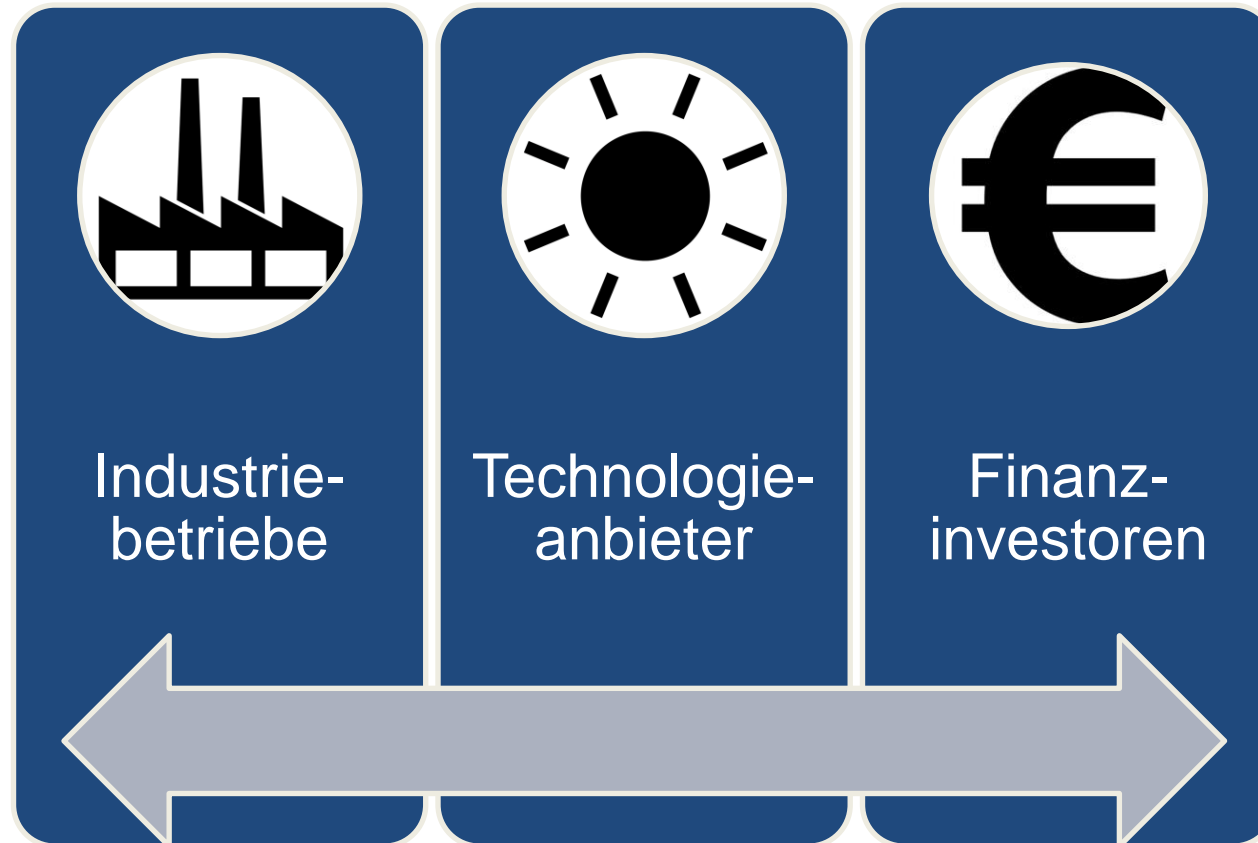 Industrie-
betriebe
Technologie-
anbieter
Finanz-
investoren